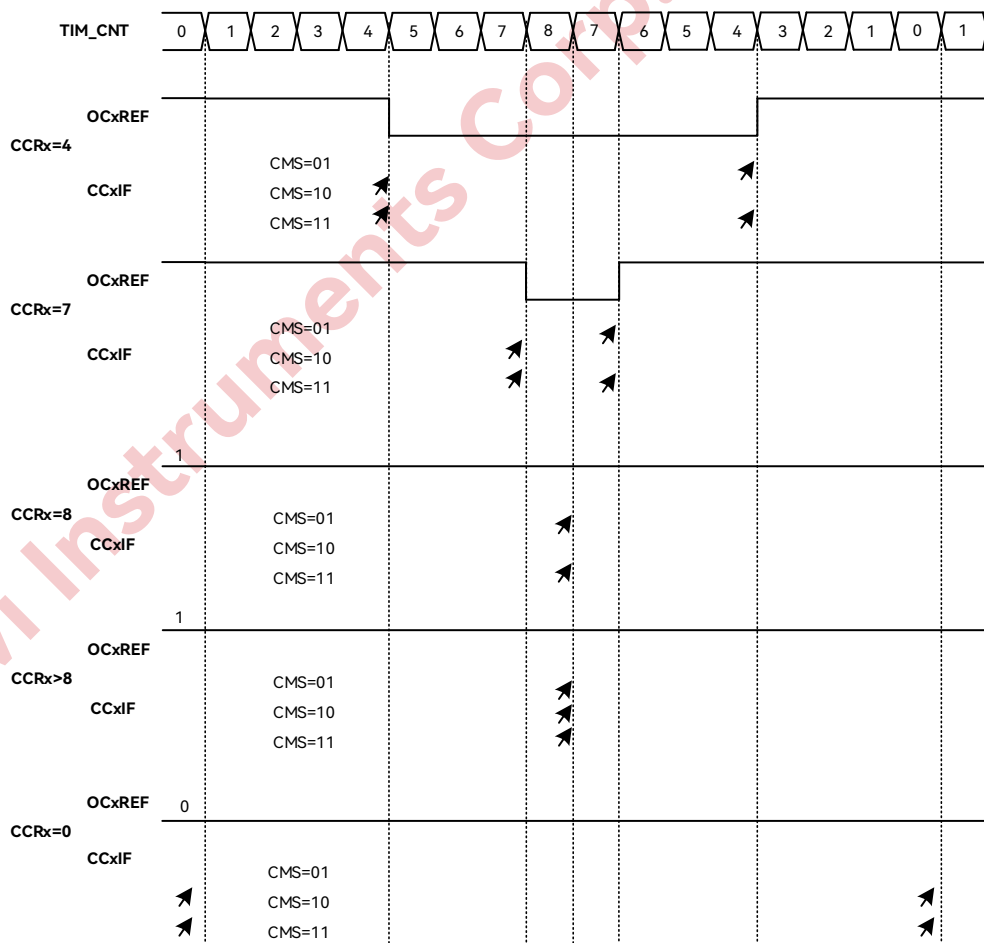 TIM_CNT 0 1 2 3 4 5 6 7 8 7 6 5 4 3 2 1 0 1
OCxREF
CCRx=4
CMS=01
CCxIF
CMS=10
CMS=11
OCxREF
CCRx=7
CMS=01
CCxIF
CMS=10
CMS=11
1
OCxREF
CCRx=8
CMS=01
CCxIF
CMS=10
CMS=11
1
OCxREF
CCRx>8
CMS=01
CCxIF
CMS=10
CMS=11
OCxREF 0
CCRx=0
CCxIF
CMS=01
CMS=10
CMS=11
Instruments